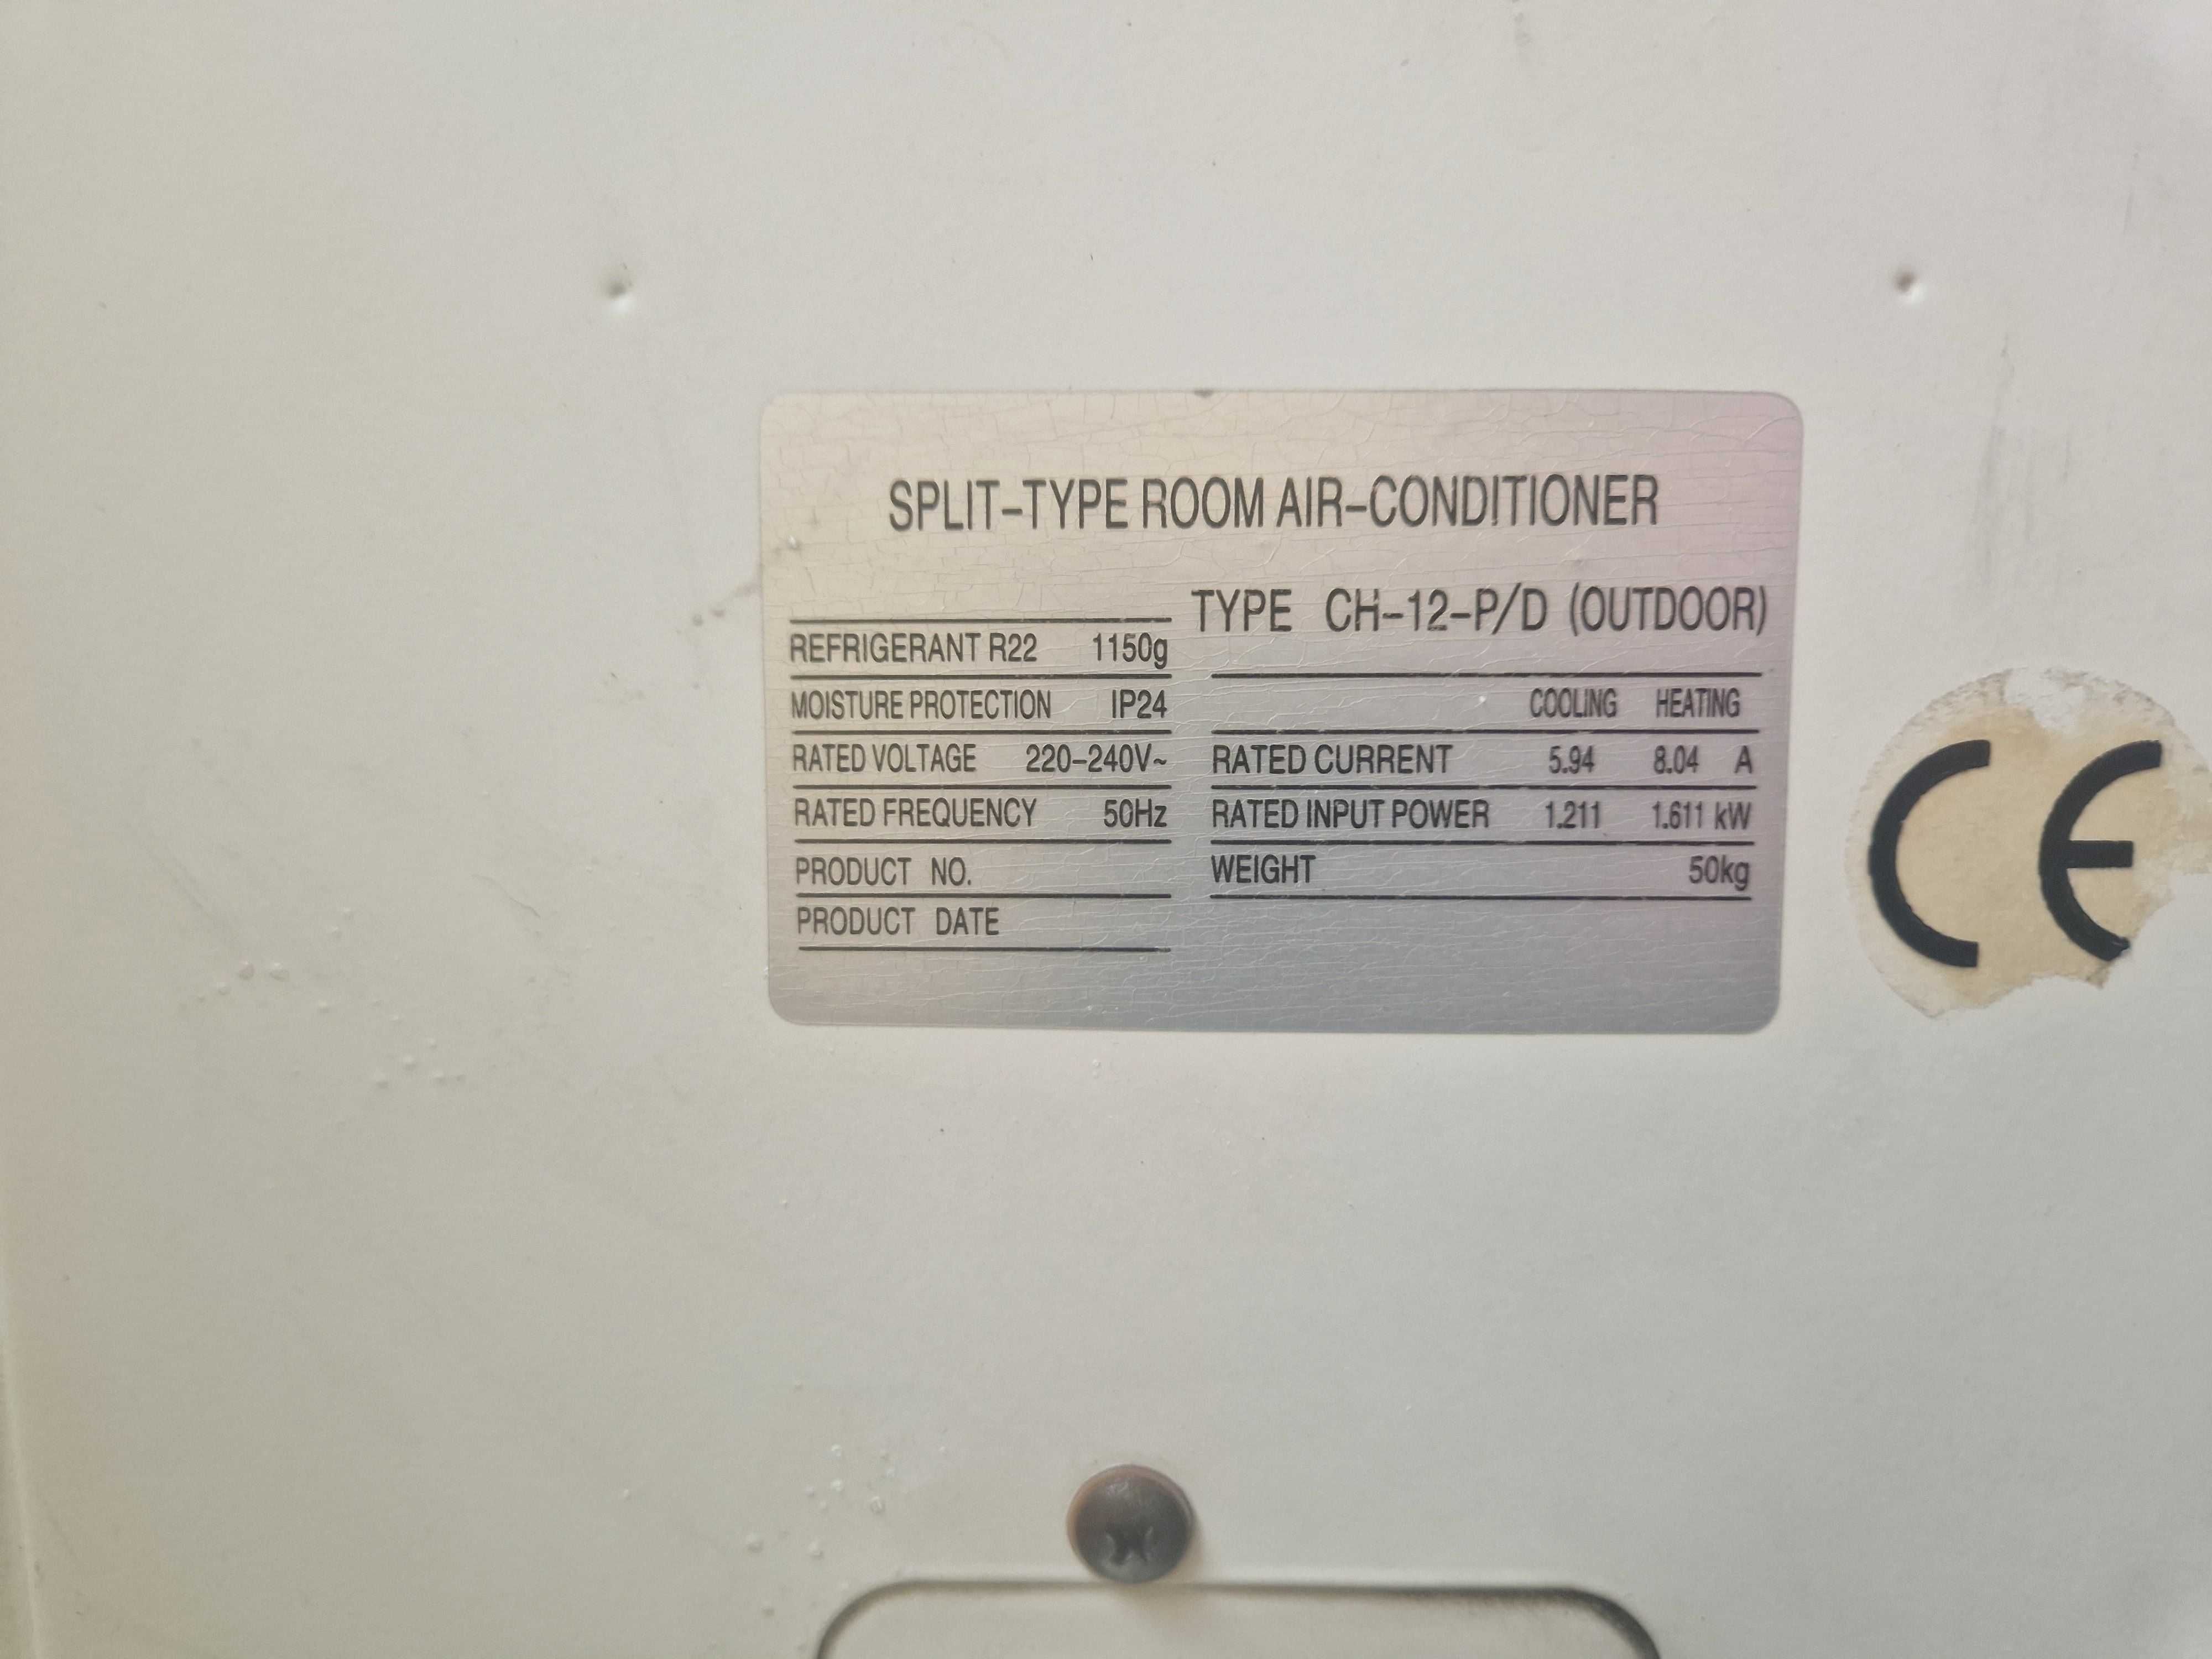 SPLIT-TYPE ROOM AIR-CONDITIONER
TYPE CH-12-P/D (OUTDOOR)
REFRIGERANT R22 1150g
MOISTURE PROTECTION IP24
RATED VOLTAGE 220-240V~
RATED FREQUENCY 50Hz
PRODUCT NO.
PRODUCT DATE
COOLING HEATING
RATED CURRENT 5.94 8.04 A
RATED INPUT POWER 1.211 1.611 kW
WEIGHT 50kg
CE